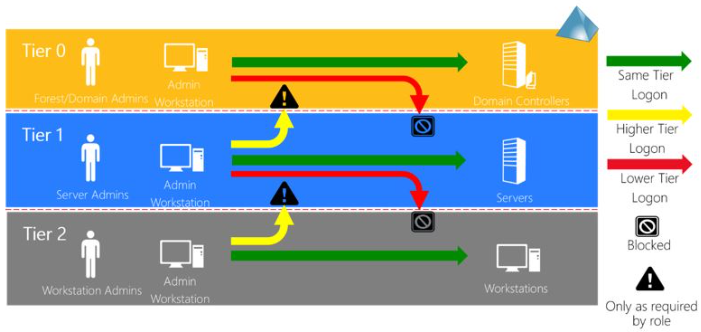 Tier 0
Forest/Domain Admins
Admin
Workstation
Domain Controllers
Tier 1
Server Admins
Admin
Workstation
Servers
Tier 2
Workstation Admins
Admin
Workstation
Workstations
Same Tier
Logon
Higher Tier
Logon
Lower Tier
Logon
Blocked
Only as required
by role